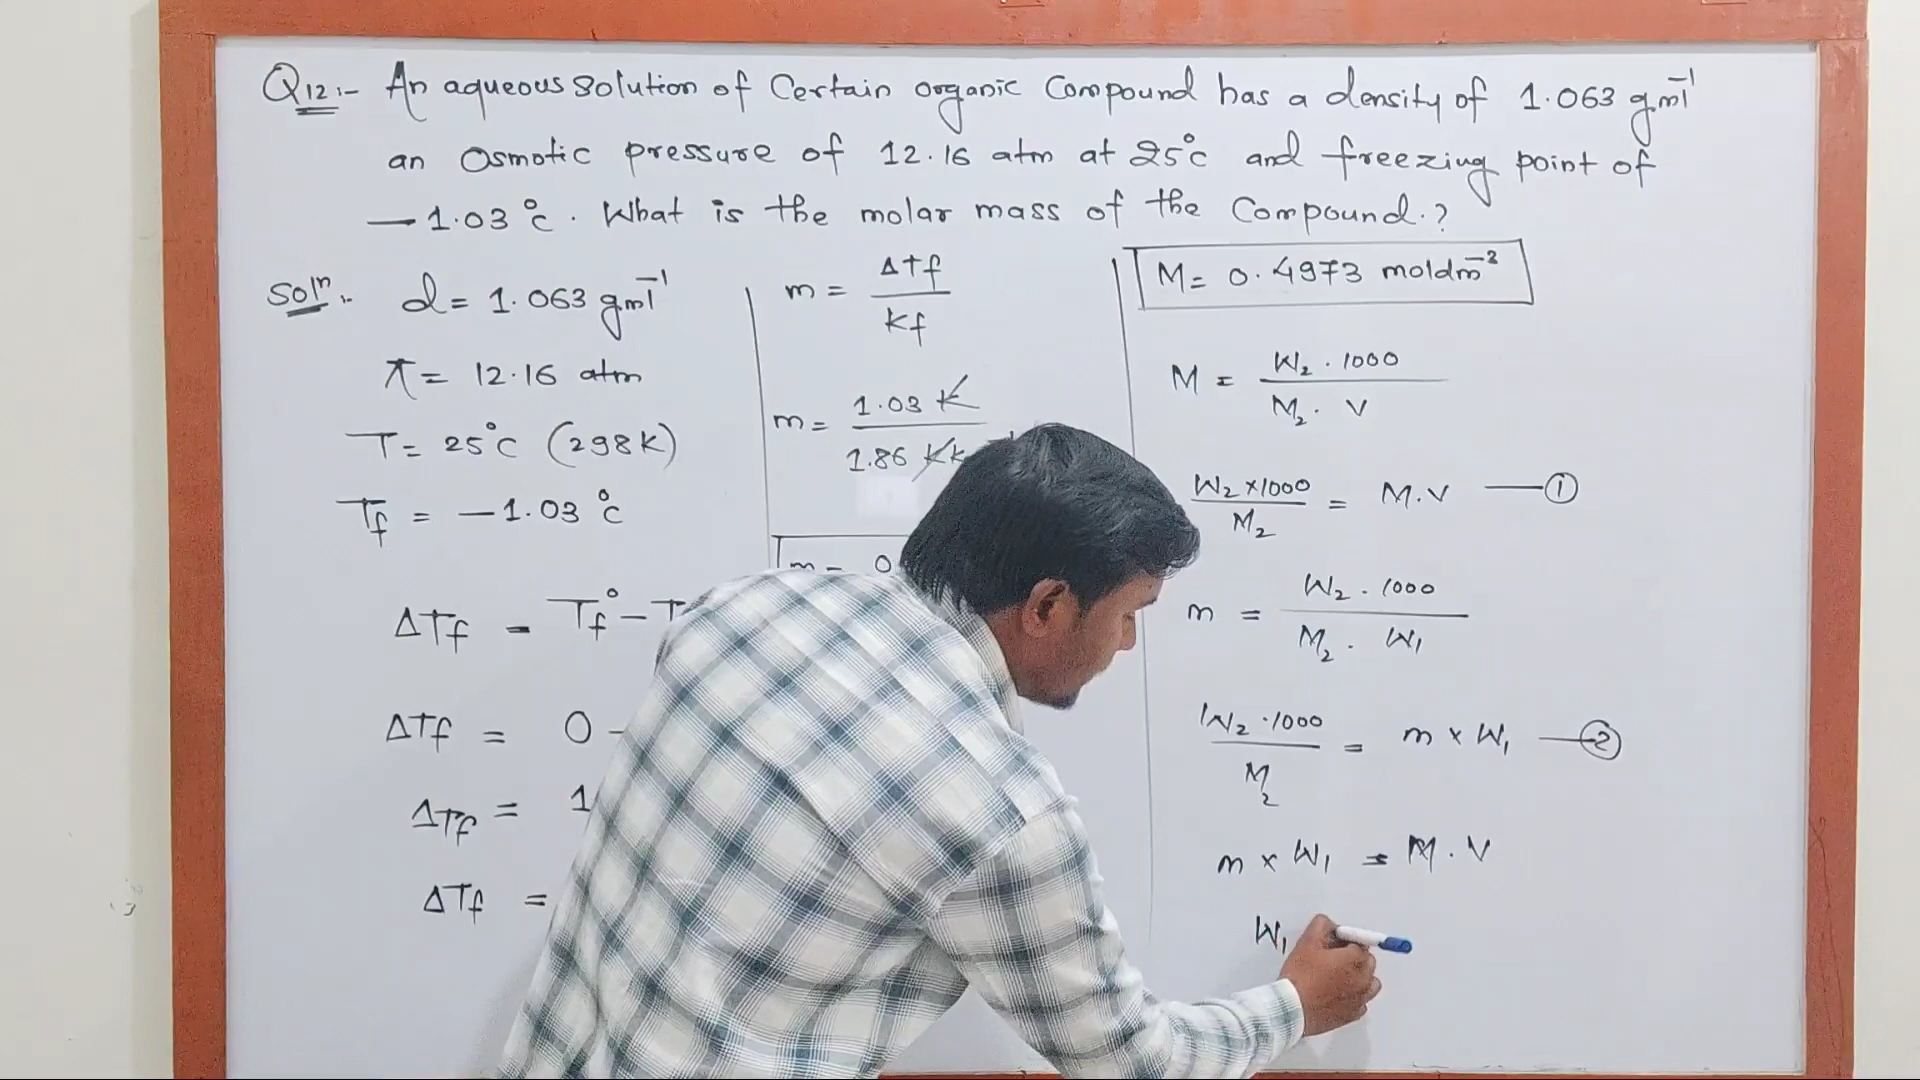 Q12:- An aqueous solution of Certain organic Compound has a density of 1.063 gml⁻¹
an Osmotic pressure of 12.16 atm at 25°c and freezing point of
— 1.03 °c . What is the molar mass of the Compound.?
Solⁿ:- d = 1.063 gml⁻¹
π = 12.16 atm
T = 25°C (298K)
Tf = - 1.03 °c
ΔTf = Tf° -
ΔTf = 0 -
ΔTf =
ΔTf =
m = ΔTf / kf
m = 1.03 K / 1.86
m =
M = 0.4973 moldm⁻³
M = W₂ . 1000 / M₂ . V
W₂ × 1000 / M₂ = M.V — ①
m = W₂ . 1000 / M₂ . W₁
W₂ . 1000 / M₂ = m × W₁ — ②
m × W₁ = M . V
W₁